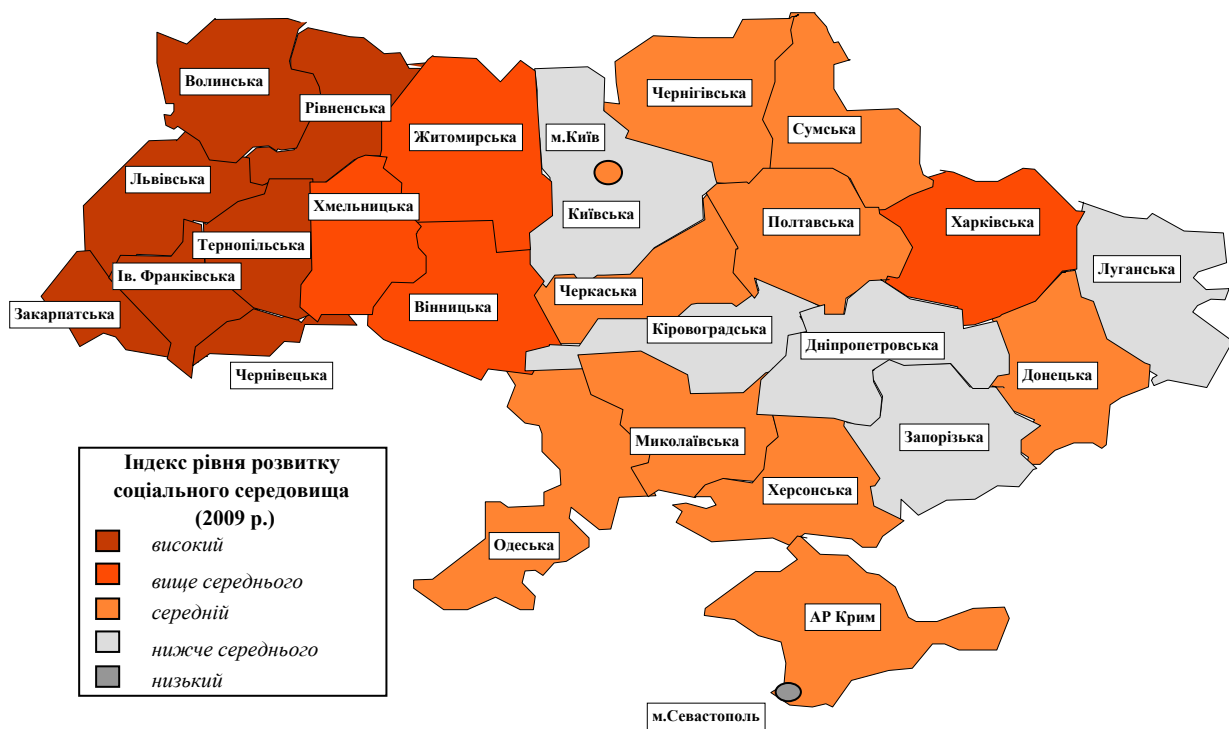 Волинська
Рівненська
Житомирська
м.Київ
Чернігівська
Сумська
Львівська
Хмельницька
Київська
Полтавська
Харківська
Тернопільська
Ів. Франківська
Черкаська
Луганська
Закарпатська
Вінницька
Кіровоградська
Дніпропетровська
Чернівецька
Донецька
Миколаївська
Запорізька
Херсонська
Одеська
АР Крим
м.Севастополь
Індекс рівня розвитку
соціального середовища
(2009 р.)
високий
вище середнього
середній
нижче середнього
низький